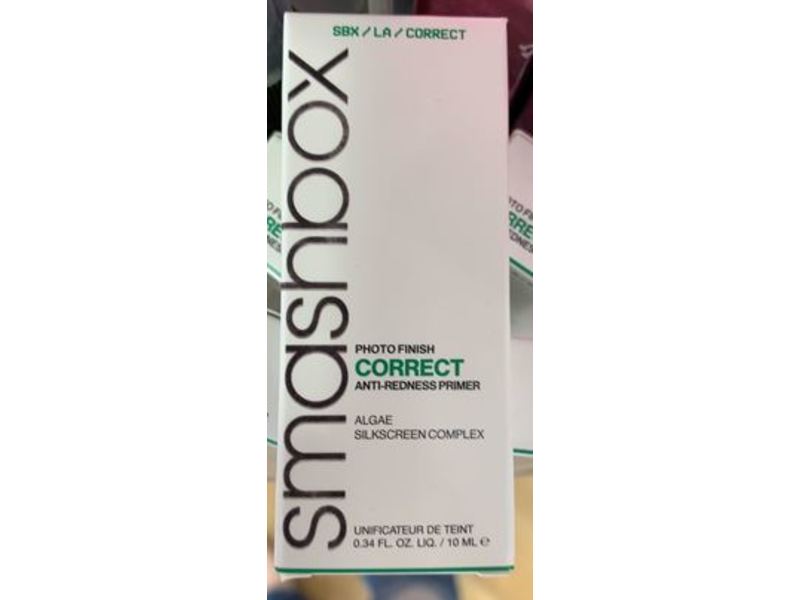 SBX / LA / CORRECT
smashbox
PHOTO FINISH
CORRECT
ANTI-REDNESS PRIMER
ALGAE
SILKSCREEN COMPLEX
UNIFICATEUR DE TEINT
0.34 FL. OZ. LIQ. / 10 ML ℮